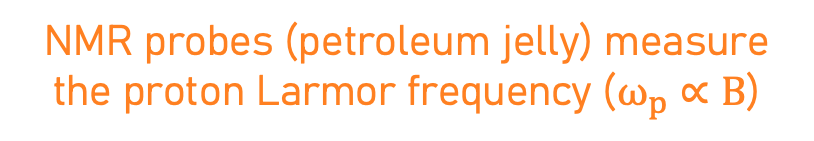 NMR probes (petroleum jelly) measure
the proton Larmor frequency (ωₚ ∝ B)